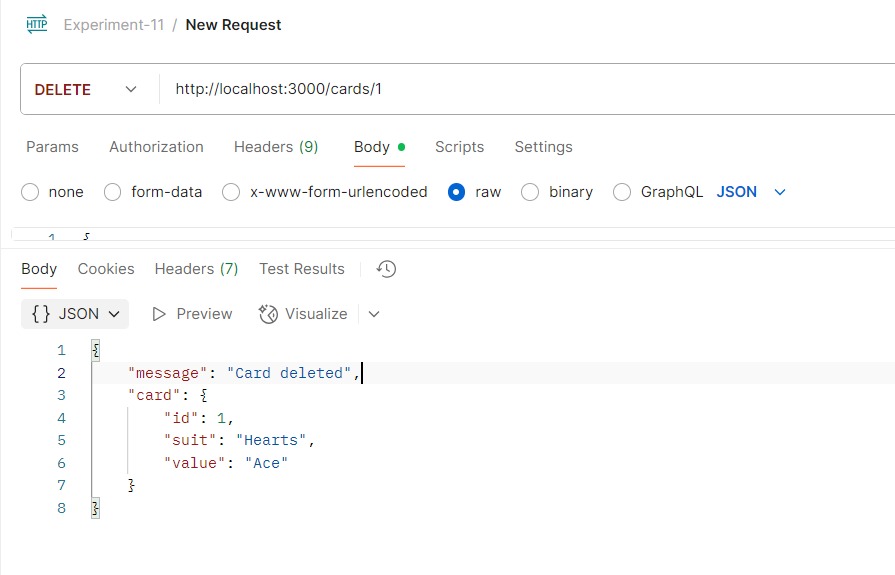 HTTP Experiment-11 / New Request
DELETE http://localhost:3000/cards/1
Params Authorization Headers (9) Body Scripts Settings
none form-data x-www-form-urlencoded raw binary GraphQL JSON
1 {
Body Cookies Headers (7) Test Results
{} JSON Preview Visualize
1 {
2 "message": "Card deleted",
3 "card": {
4 "id": 1,
5 "suit": "Hearts",
6 "value": "Ace"
7 }
8 }